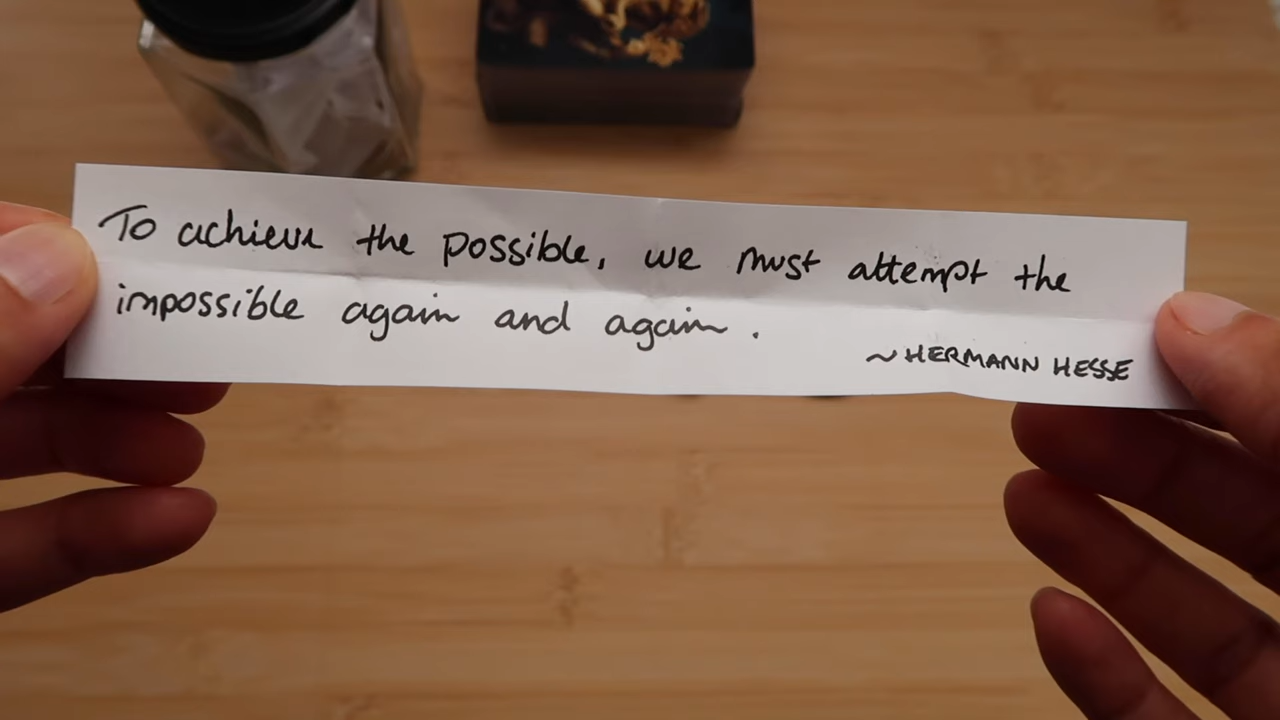 To achieve the possible, we must attempt the
impossible again and again.
~ HERMANN HESSE